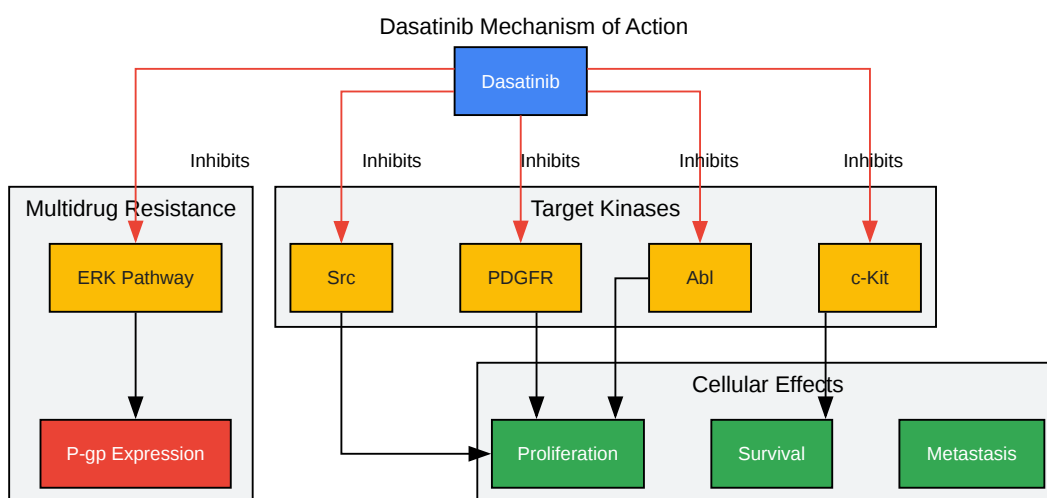 Dasatinib Mechanism of Action
Dasatinib
Inhibits
Inhibits
Inhibits
Inhibits
Inhibits
Multidrug Resistance
Target Kinases
ERK Pathway
Src
PDGFR
Abl
c-Kit
Cellular Effects
P-gp Expression
Proliferation
Survival
Metastasis